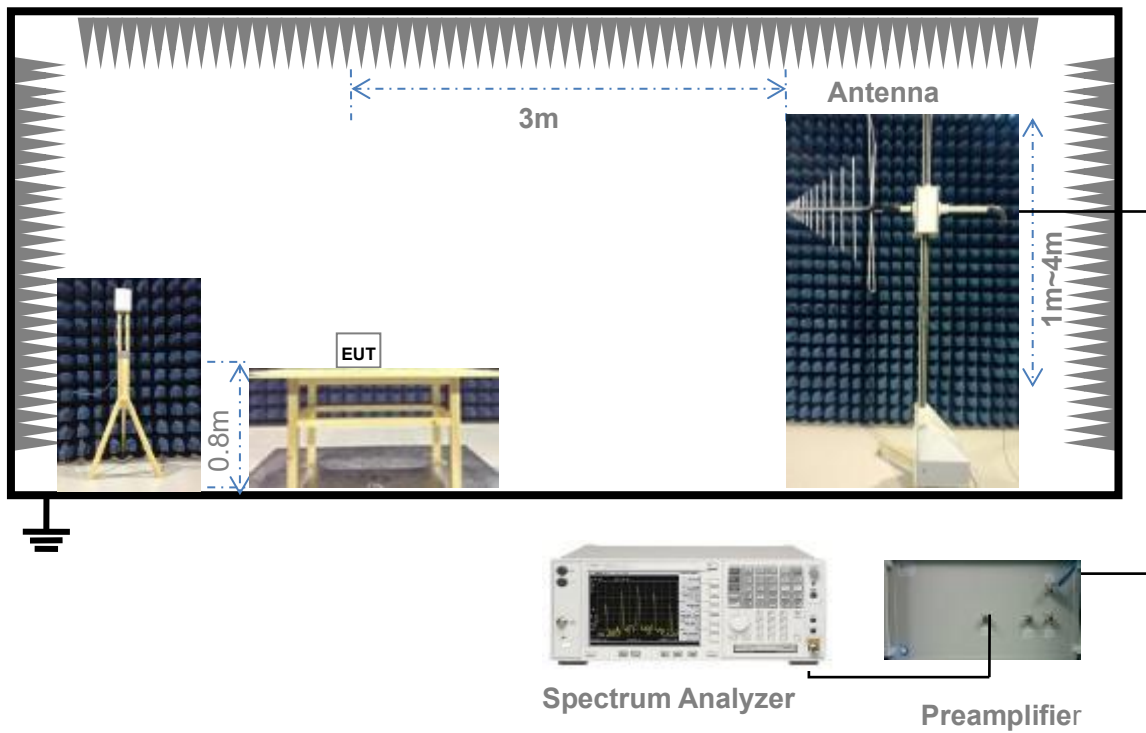 Antenna
3m
1m~4m
EUT
0.8m
Spectrum Analyzer
Preamplifier